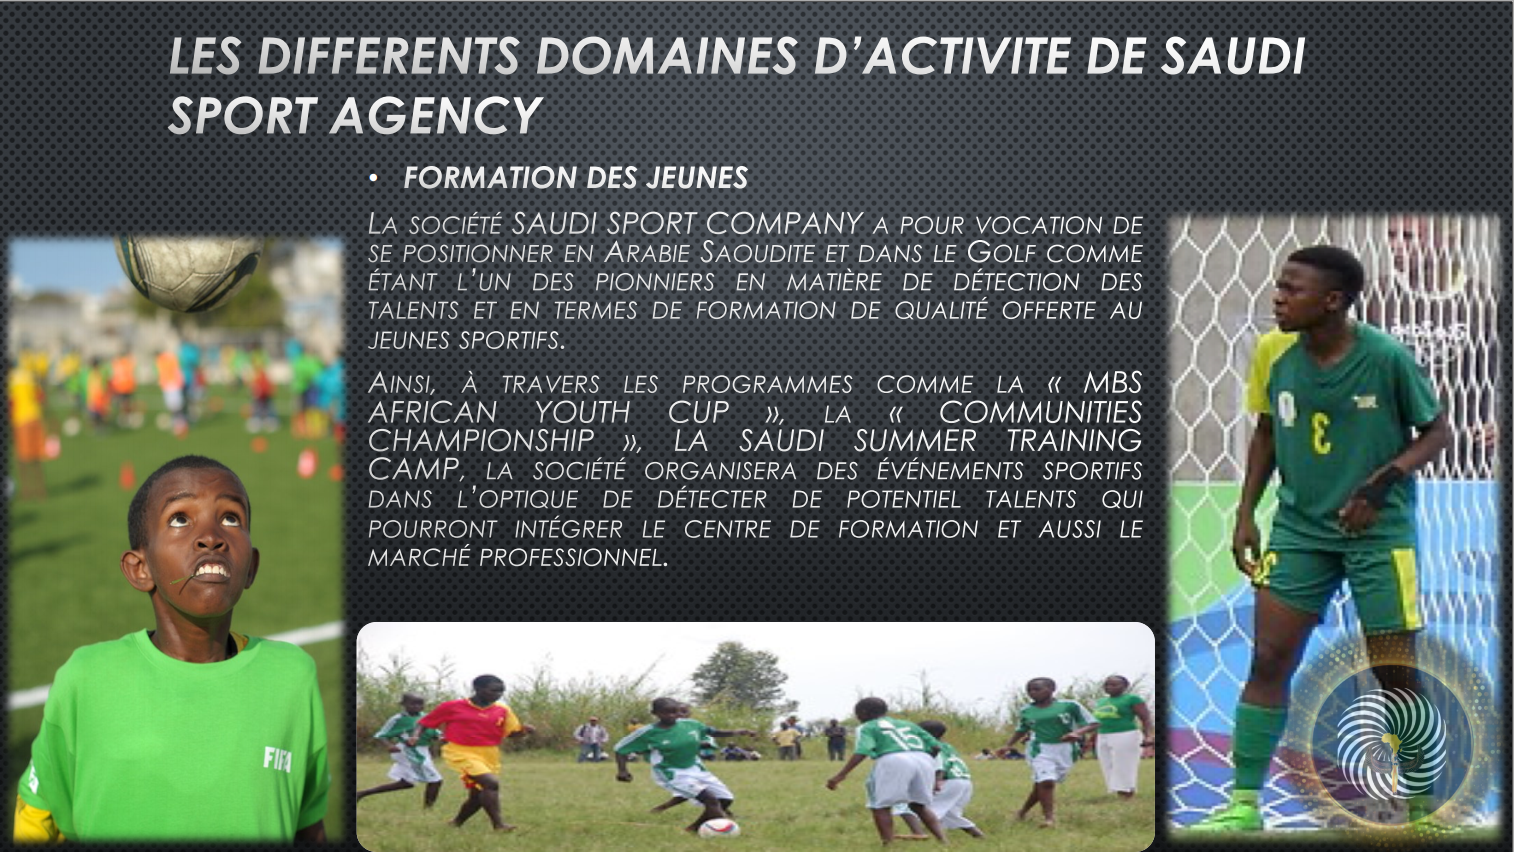 LES DIFFERENTS DOMAINES D’ACTIVITE DE SAUDI
SPORT AGENCY
• FORMATION DES JEUNES
La société SAUDI SPORT COMPANY a pour vocation de
se positionner en Arabie Saoudite et dans le Golf comme
étant l’un des pionniers en matière de détection des
talents et en termes de formation de qualité offerte au
jeunes sportifs.
Ainsi, à travers les programmes comme la « MBS
AFRICAN YOUTH CUP », la « COMMUNITIES
CHAMPIONSHIP », LA SAUDI SUMMER TRAINING
CAMP, la société organisera des événements sportifs
dans l’optique de détecter de potentiel talents qui
pourront intégrer le centre de formation et aussi le
marché professionnel.
FIFA
3
15